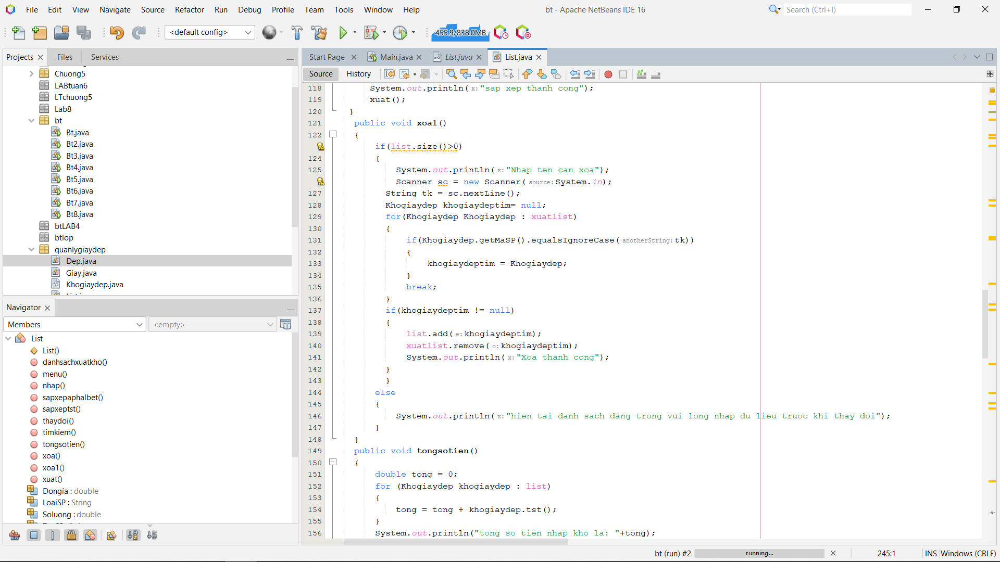 File Edit View Navigate Source Refactor Run Debug Profile Team Tools Window Help
bt - Apache NetBeans IDE 16
Search (Ctrl+I)
<default config>
455.9/838.0MB
Projects
Files
Services
Chuong5
LABtuan6
LTchuong5
Lab8
bt
Bt.java
Bt2.java
Bt3.java
Bt4.java
Bt5.java
Bt6.java
Bt7.java
Bt8.java
btLAB4
btlop
quanlygiaydep
Dep.java
Giay.java
Khogiaydep.java
Navigator
Members
<empty>
List
List()
danhsachxuatkho()
menu()
nhap()
sapxepaphalbet()
sapxeptst()
thaydoi()
timkiem()
tongsotien()
xoa()
xoa1()
xuat()
Dongia : double
LoaiSP : String
Soluong : double
Start Page
Main.java
List.java
List.java
Source
History
118 System.out.println( x: "sap xep thanh cong");
119 xuat();
120 }
121 public void xoa1()
122 {
if(list.size()>0)
124 {
125 System.out.println( x: "Nhap ten can xoa");
Scanner sc = new Scanner( source: System.in);
127 String tk = sc.nextLine();
128 Khogiaydep khogiaydeptim= null;
129 for(Khogiaydep Khogiaydep : xuatlist)
130 {
131 if(Khogiaydep.getMaSP().equalsIgnoreCase( anotherString: tk))
132 {
133 khogiaydeptim = Khogiaydep;
134 }
135 break;
136 }
137 if(khogiaydeptim != null)
138 {
139 list.add( e: khogiaydeptim);
140 xuatlist.remove( o: khogiaydeptim);
141 System.out.println( x: "Xoa thanh cong");
142 }
143 }
144 else
145 {
146 System.out.println( x: "hien tai danh sach dang trong vui long nhap du lieu truoc khi thay doi");
147 }
148 }
149 public void tongsotien()
150 {
151 double tong = 0;
152 for (Khogiaydep khogiaydep : list)
153 {
154 tong = tong + khogiaydep.tst();
155 }
156 System.out.println("tong so tien nhap kho la: "+tong);
bt (run) #2
running...
245:1
INS
Windows (CRLF)